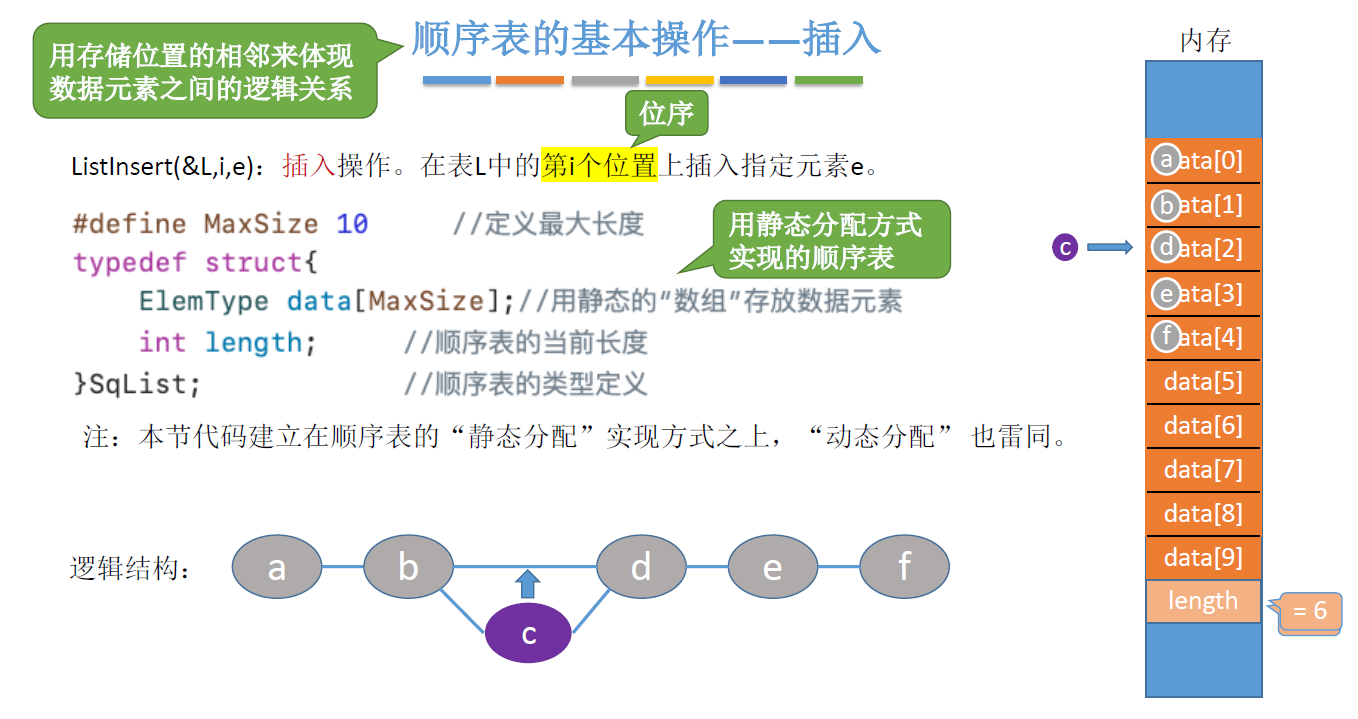 顺序表的基本操作——插入
用存储位置的相邻来体现
数据元素之间的逻辑关系
位序
ListInsert(&L,i,e)：插入操作。在表L中的第i个位置上插入指定元素e。
#define MaxSize 10 //定义最大长度
typedef struct{
ElemType data[MaxSize];//用静态的“数组”存放数据元素
int length; //顺序表的当前长度
}SqList; //顺序表的类型定义
用静态分配方式
实现的顺序表
注：本节代码建立在顺序表的“静态分配”实现方式之上，“动态分配” 也雷同。
逻辑结构：
a b d e f
c
内存
a ata[0]
b ata[1]
c d ata[2]
e ata[3]
f ata[4]
data[5]
data[6]
data[7]
data[8]
data[9]
length = 6